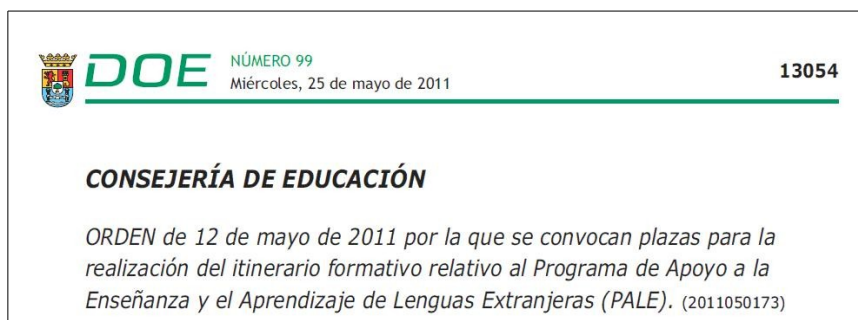 DOE
NÚMERO 99
Miércoles, 25 de mayo de 2011
13054
CONSEJERÍA DE EDUCACIÓN
ORDEN de 12 de mayo de 2011 por la que se convocan plazas para la
realización del itinerario formativo relativo al Programa de Apoyo a la
Enseñanza y el Aprendizaje de Lenguas Extranjeras (PALE). (2011050173)